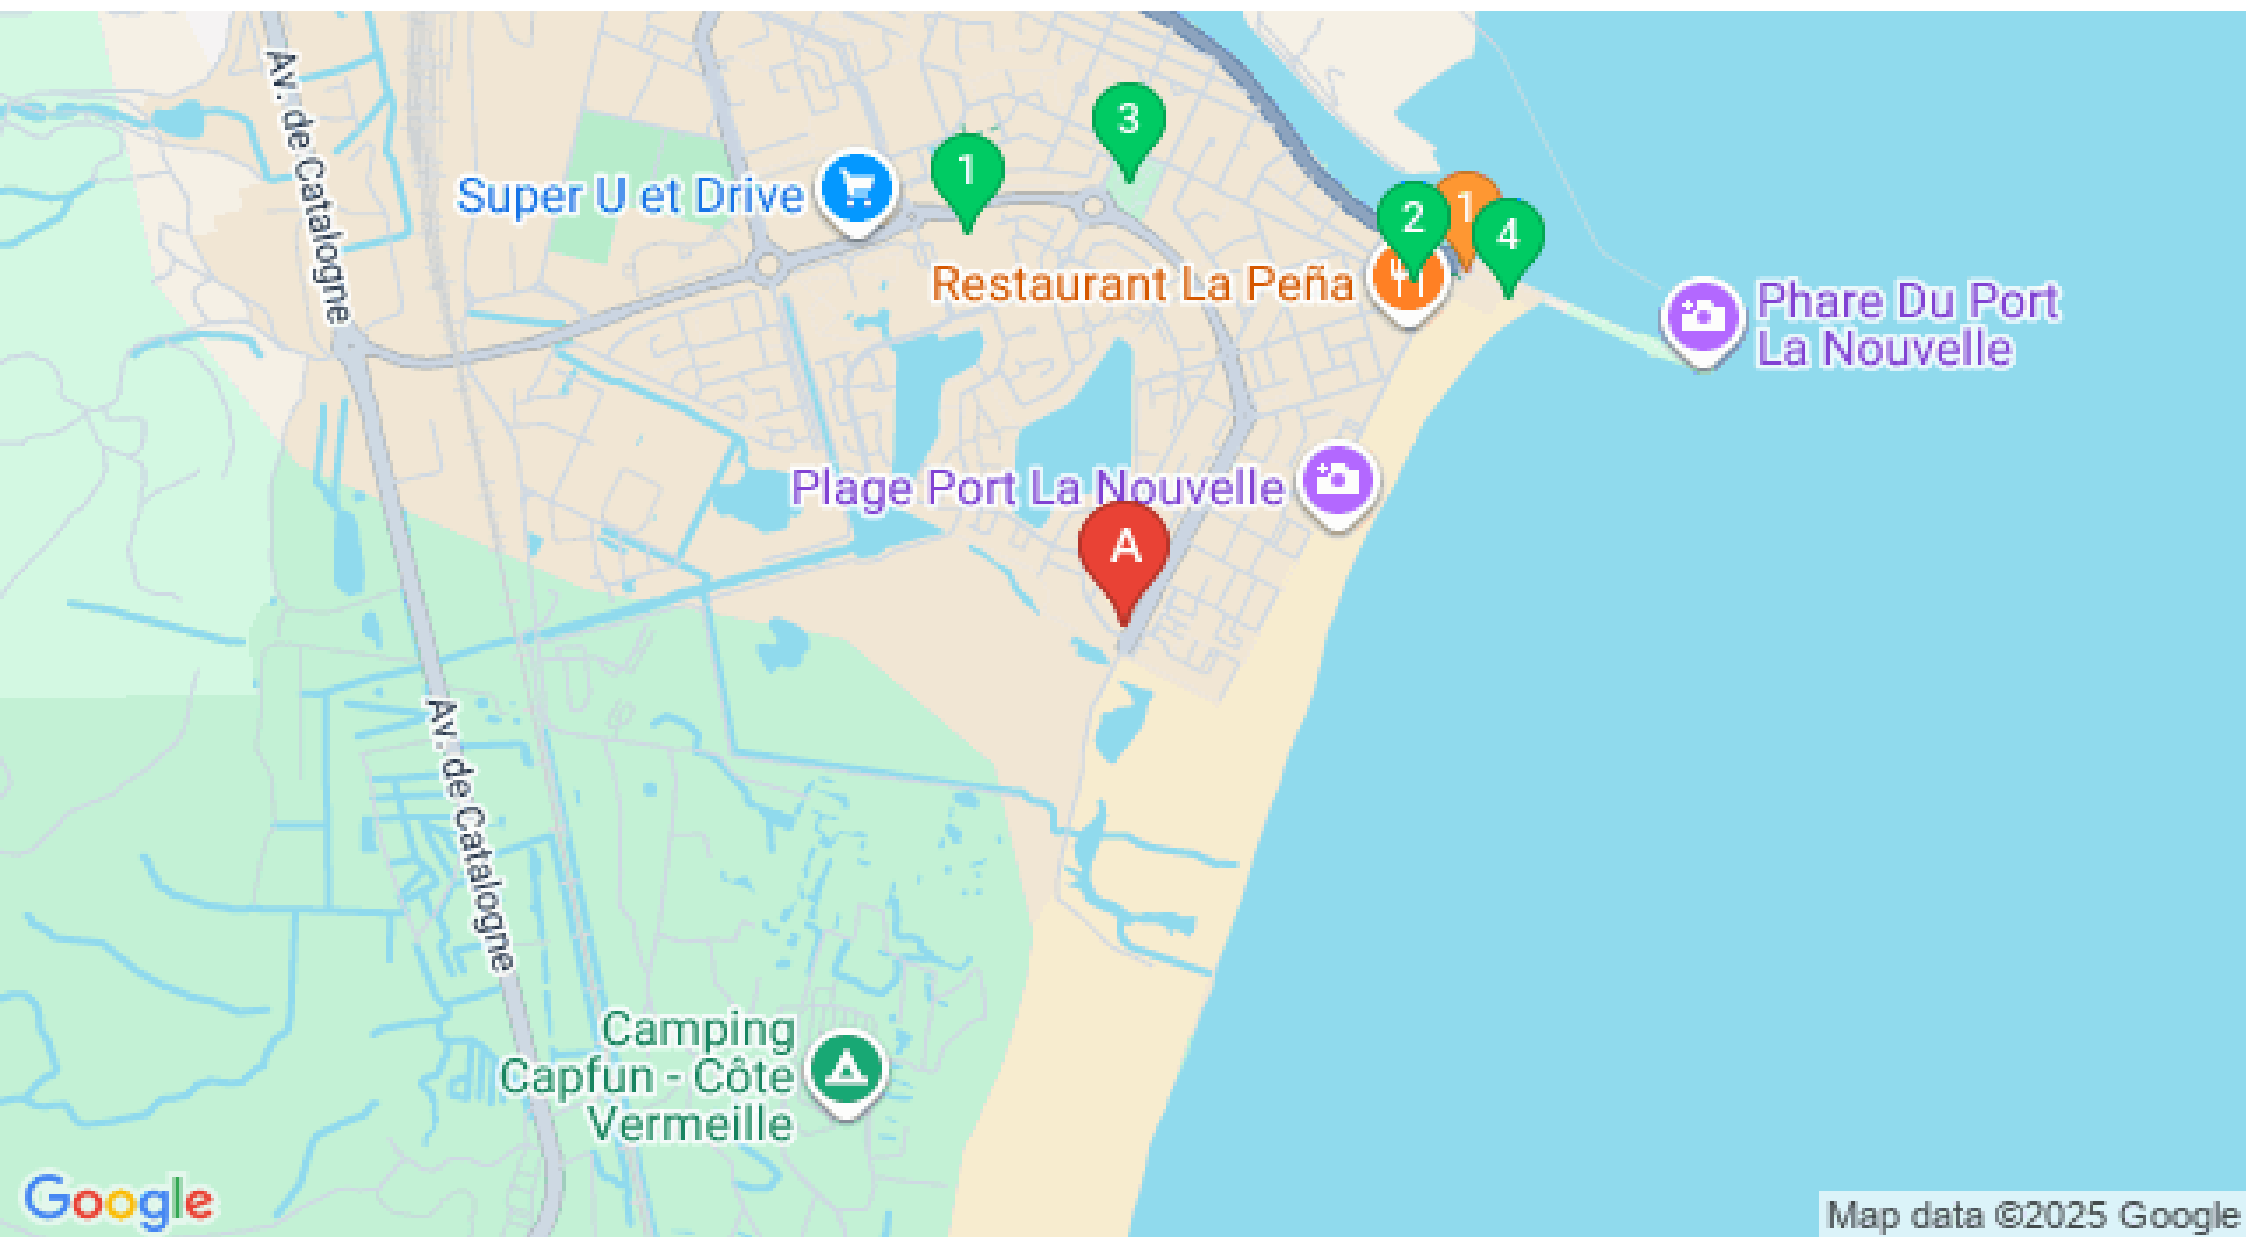 Av. de Catalogne
3
1
Super U et Drive
1
2
4
Restaurant La Peña
Phare Du Port
La Nouvelle
Plage Port La Nouvelle
A
Av. de Catalogne
Camping
Capfun - Côte
Vermeille
Google
Map data ©2025 Google